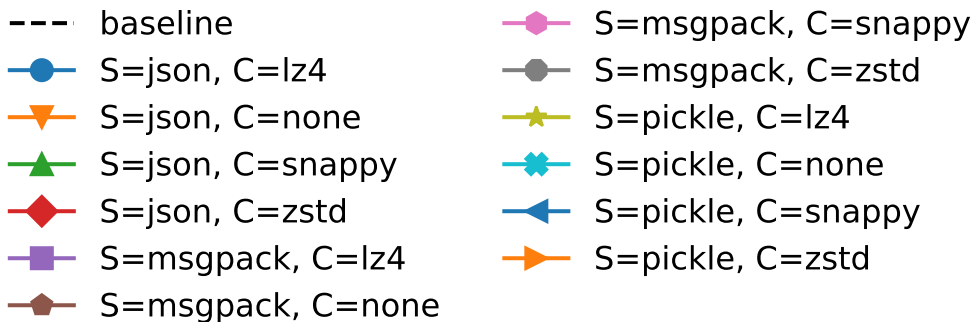 baseline
S=json, C=lz4
S=json, C=none
S=json, C=snappy
S=json, C=zstd
S=msgpack, C=lz4
S=msgpack, C=none
S=msgpack, C=snappy
S=msgpack, C=zstd
S=pickle, C=lz4
S=pickle, C=none
S=pickle, C=snappy
S=pickle, C=zstd